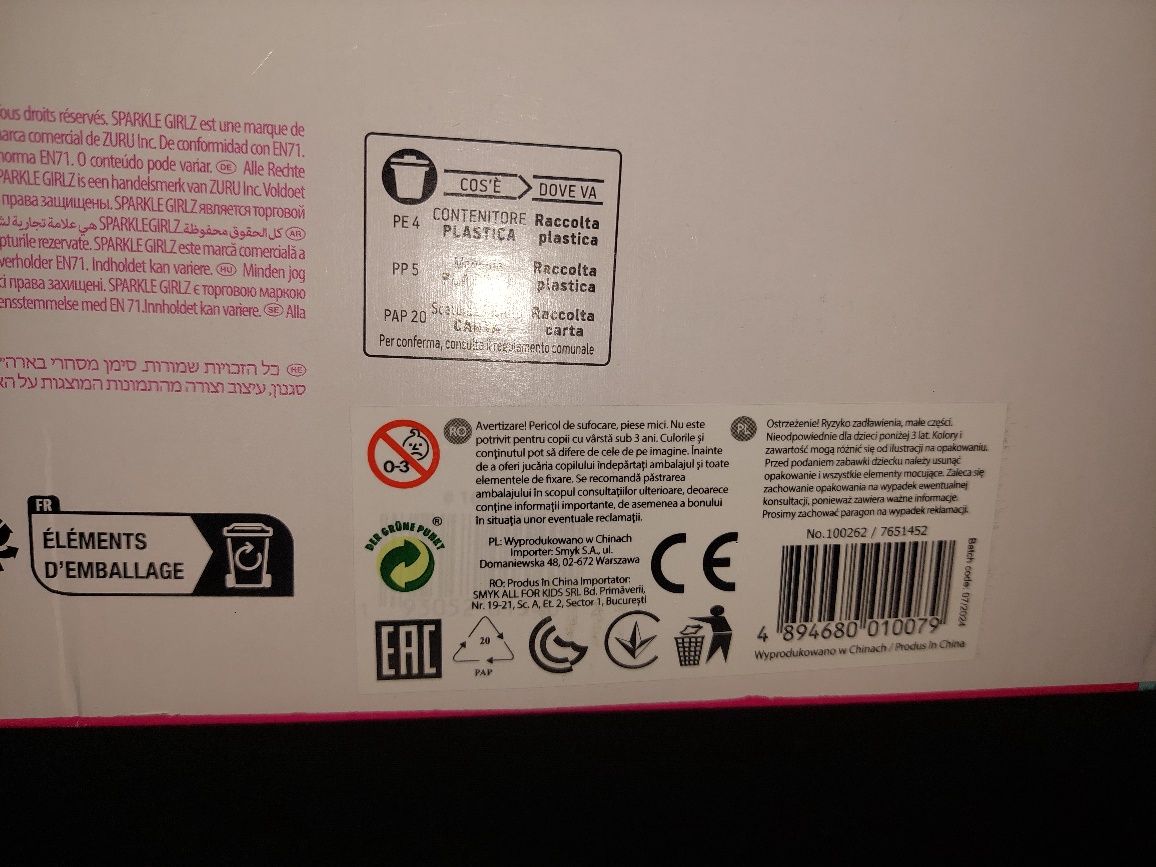 ous droits réservés. SPARKLE GIRLZ est une marque de
arca comercial de ZURU Inc. De conformidad con EN71.
norma EN71. O conteúdo pode variar. DE Alle Rechte
PARKLE GIRLZ is een handelsmerk van ZURU Inc. Voldoet
права защищены. SPARKLE GIRLZ является торговой
AR كل الحقوق محفوظة. SPARKLEGIRLZ هي علامة تجارية
pturile rezervate. SPARKLE GIRLZ este marcă comercială a
verholder EN71. Indholdet kan variere. HU Minden jog
і права захищені. SPARKLE GIRLZ є торговою маркою
ensstemmelse med EN 71.Innholdet kan variere. SE Alla
HE כל הזכויות שמורות. סימן מסחרי בארה"
סגנון, עיצוב וצורה מהתמונות המוצגות על
COS'È DOVE VA
PE 4 CONTENITORE PLASTICA Raccolta plastica
PP 5 Raccolta plastica
PAP 20 CARTA Raccolta carta
Per conferma, consulta il regolamento comunale
FR
ÉLÉMENTS
D'EMBALLAGE
0-3
RO Avertizare! Pericol de sufocare, piese mici. Nu este
potrivit pentru copii cu vârstă sub 3 ani. Culorile și
conținutul pot să difere de cele de pe imagine. Înainte
de a oferi jucăria copilului îndepărtați ambalajul și toate
elementele de fixare. Se recomandă păstrarea
ambalajului în scopul consultațiilor ulterioare, deoarece
conține informații importante, de asemenea a bonului
în situația unor eventuale reclamații.
PL Ostrzeżenie! Ryzyko zadławienia, małe części.
Nieodpowiednie dla dzieci poniżej 3 lat. Kolory i
zawartość mogą różnić się od ilustracji na opakowaniu.
Przed podaniem zabawki dziecku należy usunąć
opakowanie i wszystkie elementy mocujące. Zaleca się
zachowanie opakowania na wypadek ewentualnej
konsultacji, ponieważ zawiera ważne informacje.
Prosimy zachować paragon na wypadek reklamacji.
DER GRÜNE PUNKT ®
PL: Wyprodukowano w Chinach
Importer: Smyk S.A., ul.
Domaniewska 48, 02-672 Warszawa
RO: Produs în China Importator:
SMYK ALL FOR KIDS SRL Bd. Primăverii,
Nr. 19-21, Sc. A, Et. 2, Sector 1, București
CE
EAC
20
PAP
No.100262 / 7651452
Batch code: 07/2024
4 894680 010079
Wyprodukowano w Chinach / Produs in China